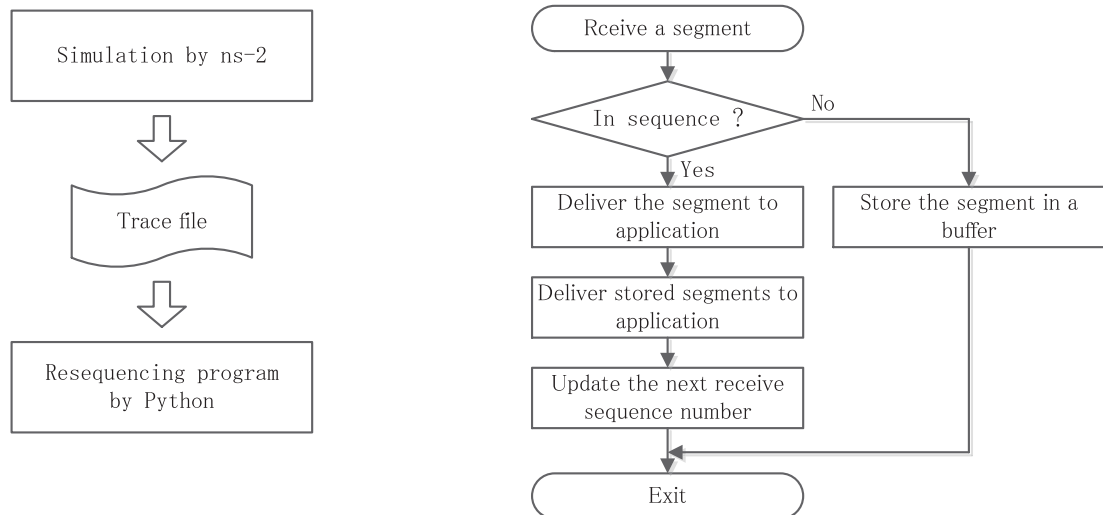 Simulation by ns-2
Trace file
Resequencing program
by Python
Rceive a segment
In sequence ?
No
Yes
Deliver the segment to
application
Store the segment in a
buffer
Deliver stored segments to
application
Update the next receive
sequence number
Exit